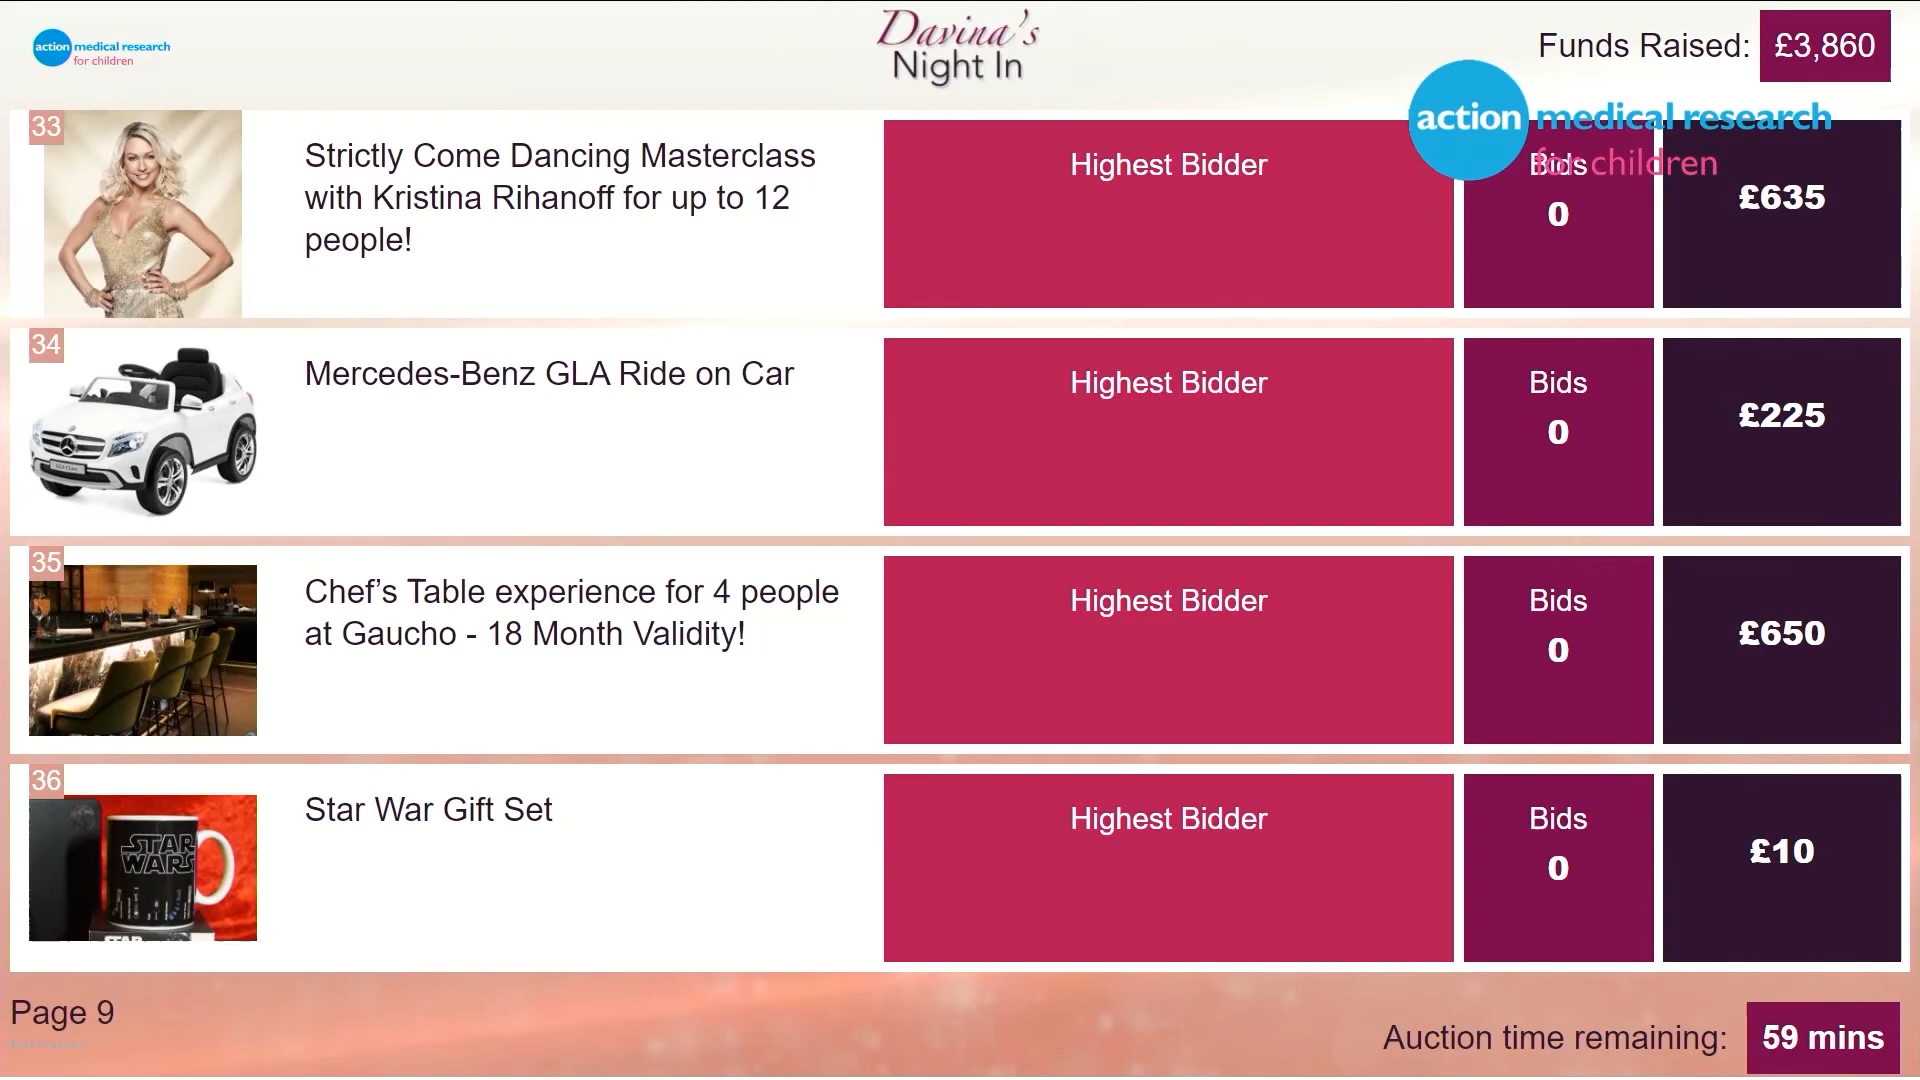 action medical research
for children
Davina's
Night In
Funds Raised: £3,860
action medical research
for children
33
Strictly Come Dancing Masterclass
with Kristina Rihanoff for up to 12
people!
Highest Bidder
Bids
0
£635
34
Mercedes-Benz GLA Ride on Car
Highest Bidder
Bids
0
£225
35
Chef's Table experience for 4 people
at Gaucho - 18 Month Validity!
Highest Bidder
Bids
0
£650
36
STAR
WARS
STAR
Star War Gift Set
Highest Bidder
Bids
0
£10
Page 9
Auction time remaining: 59 mins